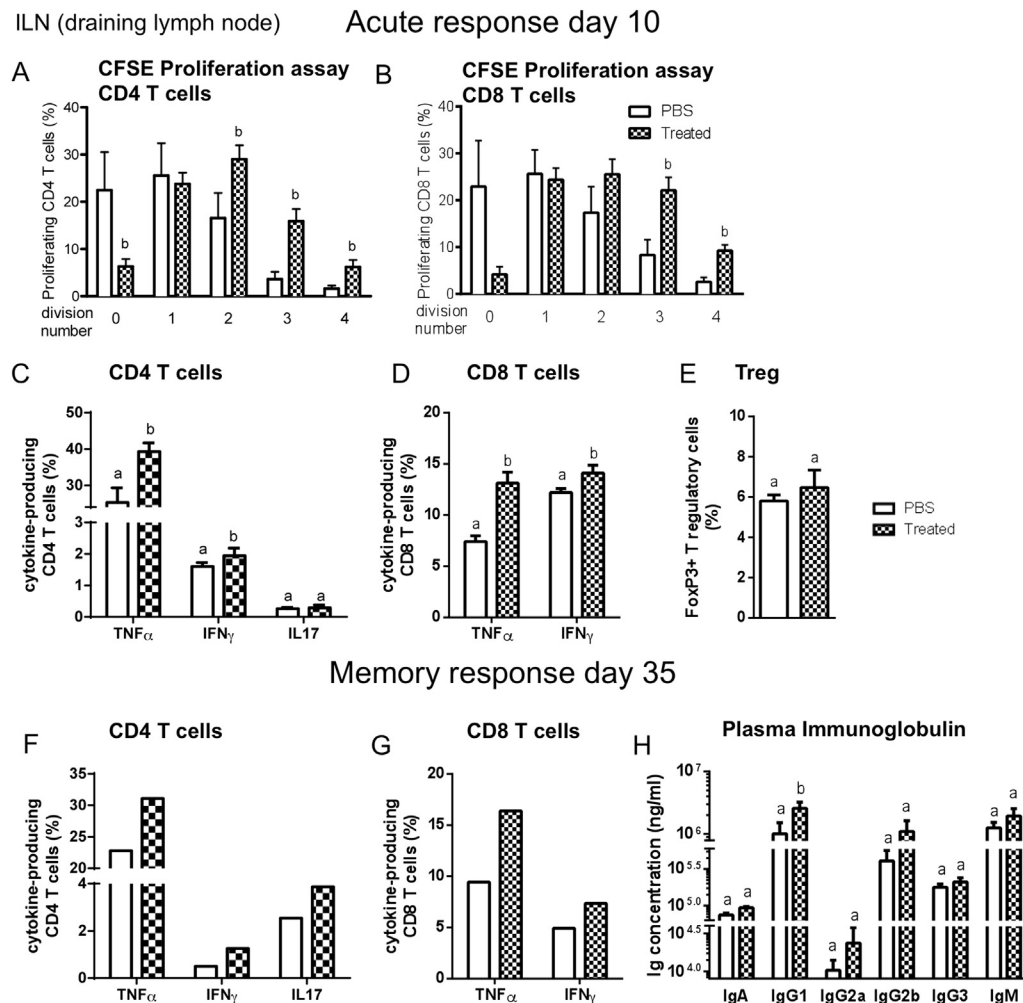 ILN (draining lymph node) Acute response day 10
A CFSE Proliferation assay
CD4 T cells
Proliferating CD4 T cells (%)
40
30
20
10
0
b b b b
division
number
0 1 2 3 4
B CFSE Proliferation assay
CD8 T cells
PBS
Treated
Proliferating CD8 T cells (%)
40
30
20
10
0
b b
division
number
0 1 2 3 4
C CD4 T cells
cytokine-producing
CD4 T cells (%)
50
40
30
3
2
1
0
a b a b a a
TNFα IFNγ IL17
D CD8 T cells
cytokine-producing
CD8 T cells (%)
20
15
10
5
0
a b a b
TNFα IFNγ
E Treg
FoxP3+ T regulatory cells
(%)
10
8
6
4
2
0
a a
PBS
Treated
Memory response day 35
F CD4 T cells
cytokine-producing
CD4 T cells (%)
35
30
25
20
4
2
0
TNFα IFNγ IL17
G CD8 T cells
cytokine-producing
CD8 T cells (%)
20
15
10
5
0
TNFα IFNγ
H Plasma Immunoglobulin
Ig concentration (ng/ml)
10⁷
10⁶
10^5.5
10^5.0
10^4.5
10^4.0
a a a b a a a a a a a a
IgA IgG1 IgG2a IgG2b IgG3 IgM